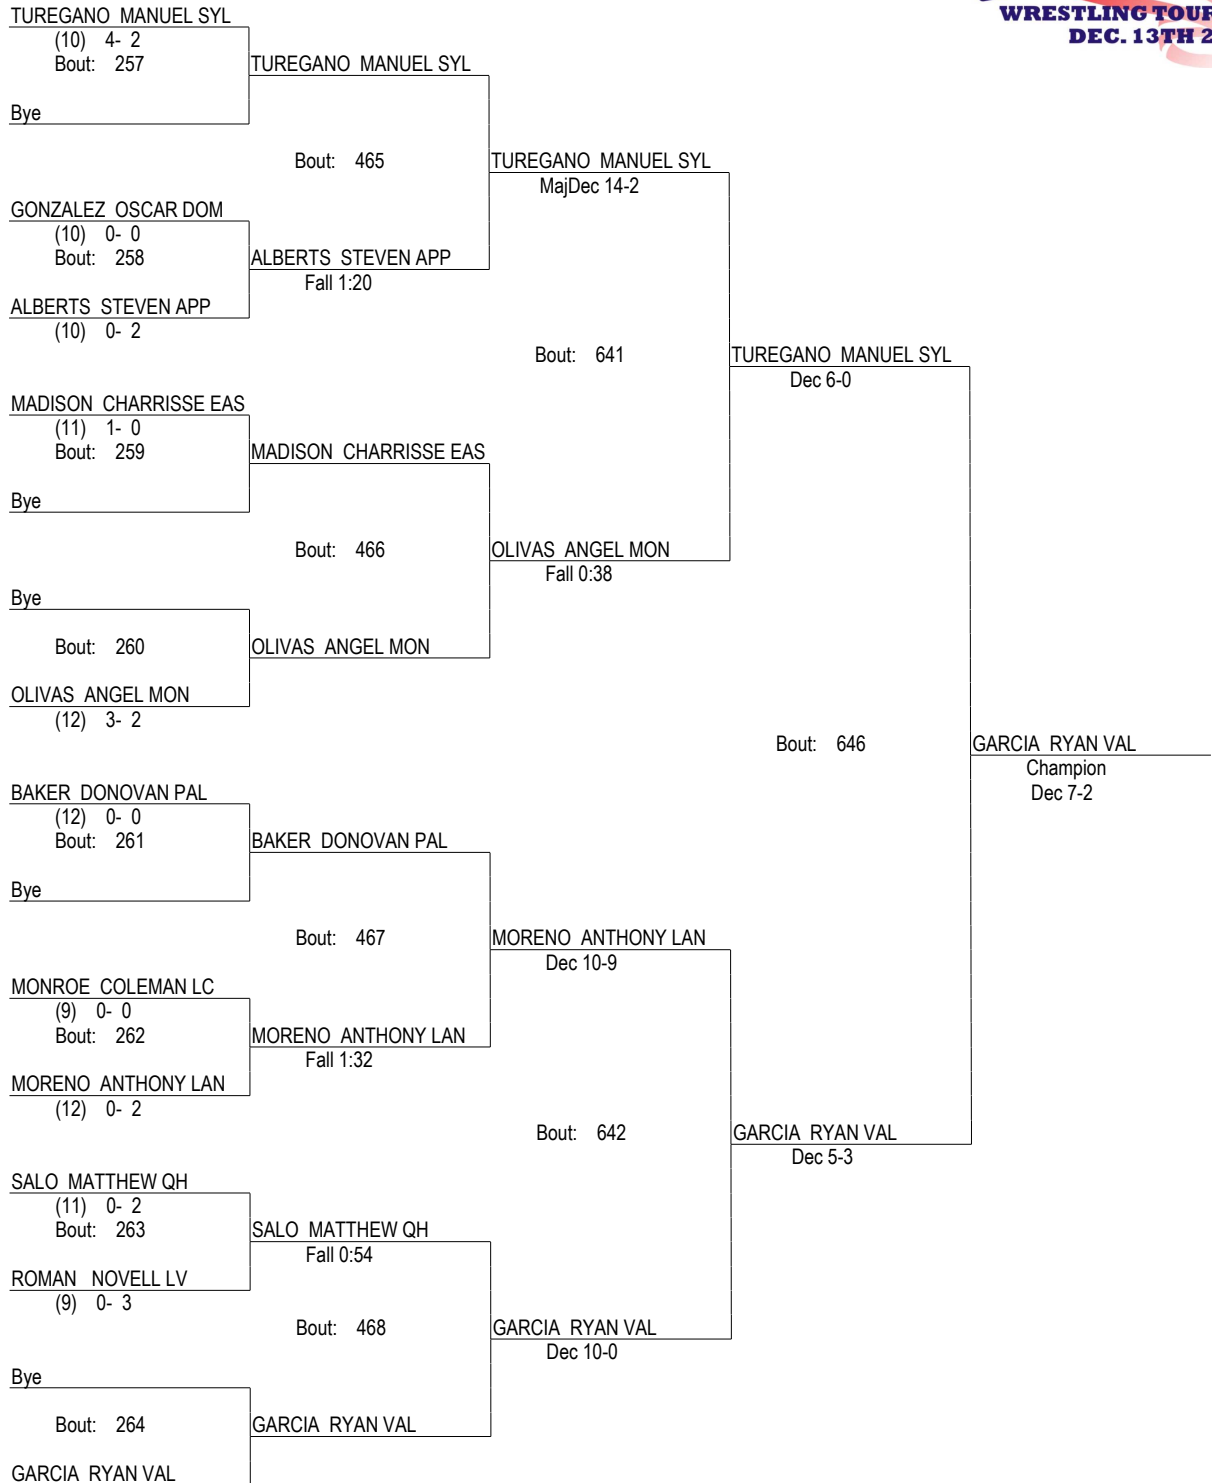 WRESTLING TOUR
DEC. 13TH 2
TUREGANO MANUEL SYL
(10) 4- 2
Bout: 257
TUREGANO MANUEL SYL
Bye
Bout: 465
TUREGANO MANUEL SYL
MajDec 14-2
GONZALEZ OSCAR DOM
(10) 0- 0
Bout: 258
ALBERTS STEVEN APP
Fall 1:20
ALBERTS STEVEN APP
(10) 0- 2
Bout: 641
TUREGANO MANUEL SYL
Dec 6-0
MADISON CHARRISSE EAS
(11) 1- 0
Bout: 259
MADISON CHARRISSE EAS
Bye
Bout: 466
OLIVAS ANGEL MON
Fall 0:38
Bye
Bout: 260
OLIVAS ANGEL MON
OLIVAS ANGEL MON
(12) 3- 2
Bout: 646
GARCIA RYAN VAL
Champion
Dec 7-2
BAKER DONOVAN PAL
(12) 0- 0
Bout: 261
BAKER DONOVAN PAL
Bye
Bout: 467
MORENO ANTHONY LAN
Dec 10-9
MONROE COLEMAN LC
(9) 0- 0
Bout: 262
MORENO ANTHONY LAN
Fall 1:32
MORENO ANTHONY LAN
(12) 0- 2
Bout: 642
GARCIA RYAN VAL
Dec 5-3
SALO MATTHEW QH
(11) 0- 2
Bout: 263
SALO MATTHEW QH
Fall 0:54
ROMAN NOVELL LV
(9) 0- 3
Bout: 468
GARCIA RYAN VAL
Dec 10-0
Bye
Bout: 264
GARCIA RYAN VAL
GARCIA RYAN VAL